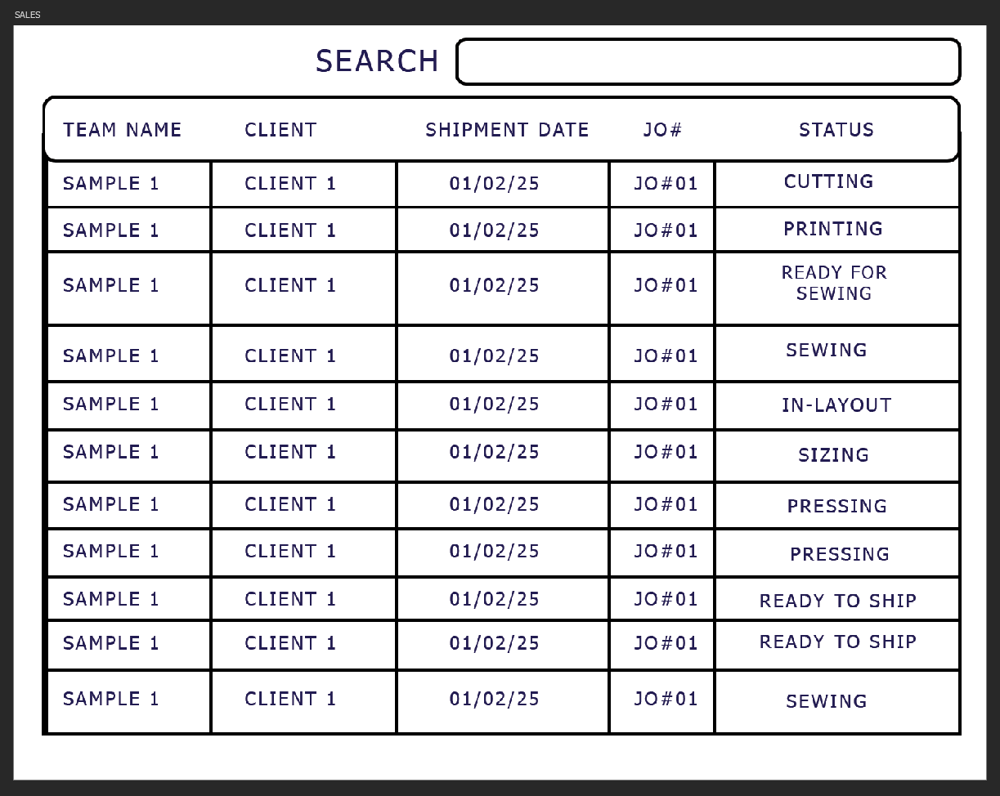 SALES
SEARCH
TEAM NAME CLIENT SHIPMENT DATE JO# STATUS
SAMPLE 1 CLIENT 1 01/02/25 JO#01 CUTTING
SAMPLE 1 CLIENT 1 01/02/25 JO#01 PRINTING
SAMPLE 1 CLIENT 1 01/02/25 JO#01 READY FOR
SEWING
SAMPLE 1 CLIENT 1 01/02/25 JO#01 SEWING
SAMPLE 1 CLIENT 1 01/02/25 JO#01 IN-LAYOUT
SAMPLE 1 CLIENT 1 01/02/25 JO#01 SIZING
SAMPLE 1 CLIENT 1 01/02/25 JO#01 PRESSING
SAMPLE 1 CLIENT 1 01/02/25 JO#01 PRESSING
SAMPLE 1 CLIENT 1 01/02/25 JO#01 READY TO SHIP
SAMPLE 1 CLIENT 1 01/02/25 JO#01 READY TO SHIP
SAMPLE 1 CLIENT 1 01/02/25 JO#01 SEWING